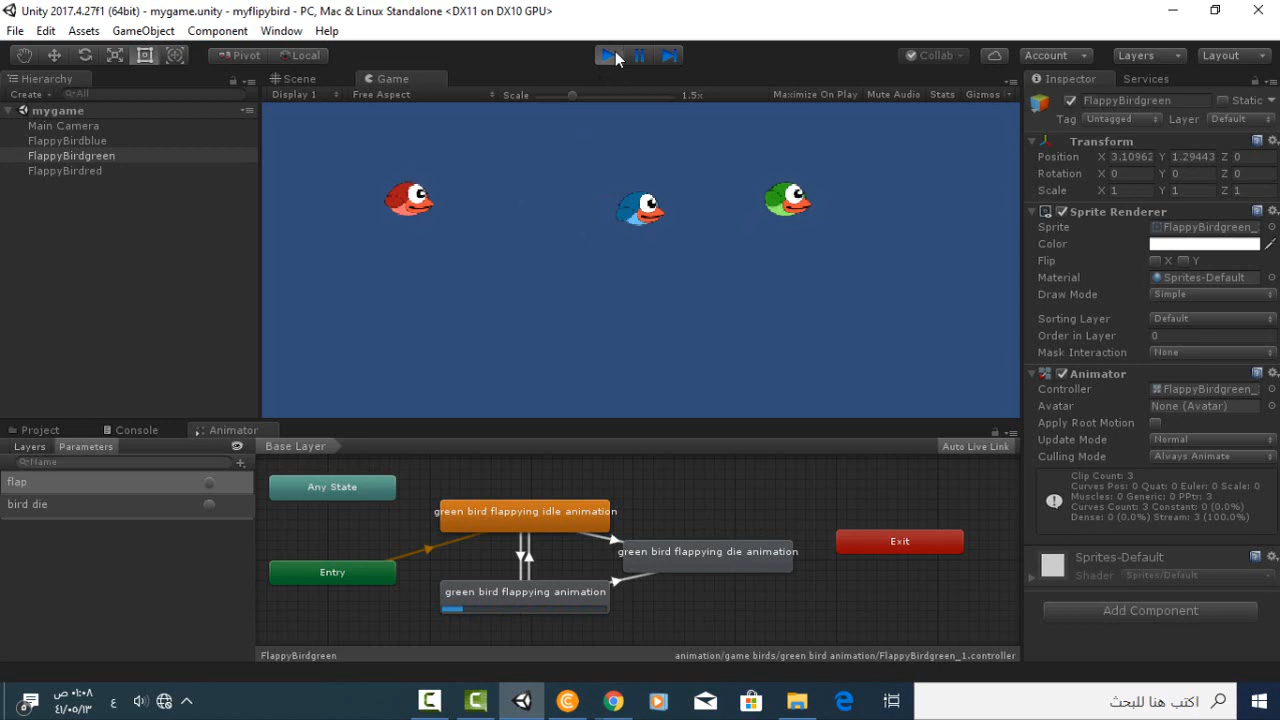 Unity 2017.4.27f1 (64bit) - mygame.unity - myflipybird - PC, Mac & Linux Standalone <DX11 on DX10 GPU>
File Edit Assets GameObject Component Window Help
Pivot Local Collab Account Layers Layout
Hierarchy Scene Game Inspector Services
Create All Display 1 Free Aspect Scale 1.5x Maximize On Play Mute Audio Stats Gizmos
mygame
Main Camera
FlappyBirdblue
FlappyBirdgreen
FlappyBirdred
FlappyBirdgreen Static
Tag Untagged Layer Default
Transform
Position X 3.10962 Y 1.29443 Z 0
Rotation X 0 Y 0 Z 0
Scale X 1 Y 1 Z 1
Sprite Renderer
Sprite FlappyBirdgreen_
Color
Flip X Y
Material Sprites-Default
Draw Mode Simple
Sorting Layer Default
Order in Layer 0
Mask Interaction None
Animator
Controller FlappyBirdgreen_
Avatar None (Avatar)
Apply Root Motion
Update Mode Normal
Culling Mode Always Animate
Clip Count: 3
Curves Pos: 0 Quat: 0 Euler: 0 Scale: 0
Muscles: 0 Generic: 0 PPtr: 3
Curves Count: 3 Constant: 0 (0.0%)
Dense: 0 (0.0%) Stream: 3 (100.0%)
Sprites-Default
Shader Sprites/Default
Add Component
Project Console Animator
Layers Parameters Base Layer Auto Live Link
Name
flap
bird die
Any State
green bird flappying idle animation
green bird flappying die animation
Exit
Entry
green bird flappying animation
FlappyBirdgreen animation/game birds/green bird animation/FlappyBirdgreen_1.controller
٠١:٠٨ ص
٤١/٠٥/١٣
ع
اكتب هنا للبحث